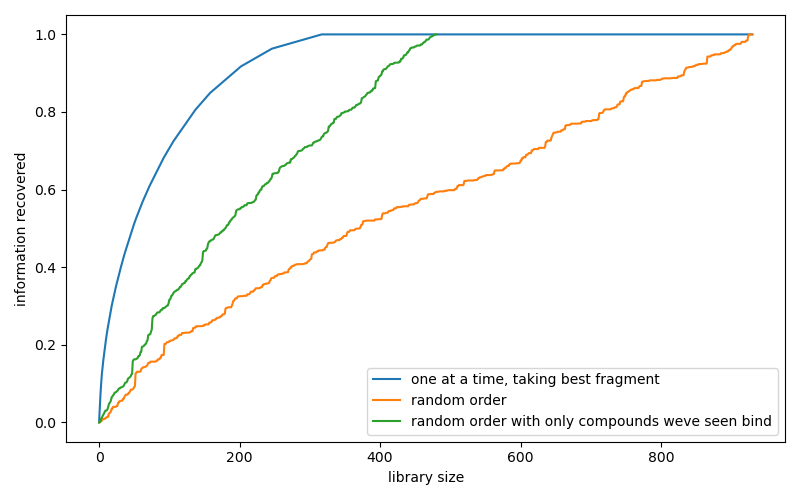 1.0
0.8
0.6
0.4
0.2
0.0
information recovered
one at a time, taking best fragment
random order
random order with only compounds weve seen bind
0 200 400 600 800
library size